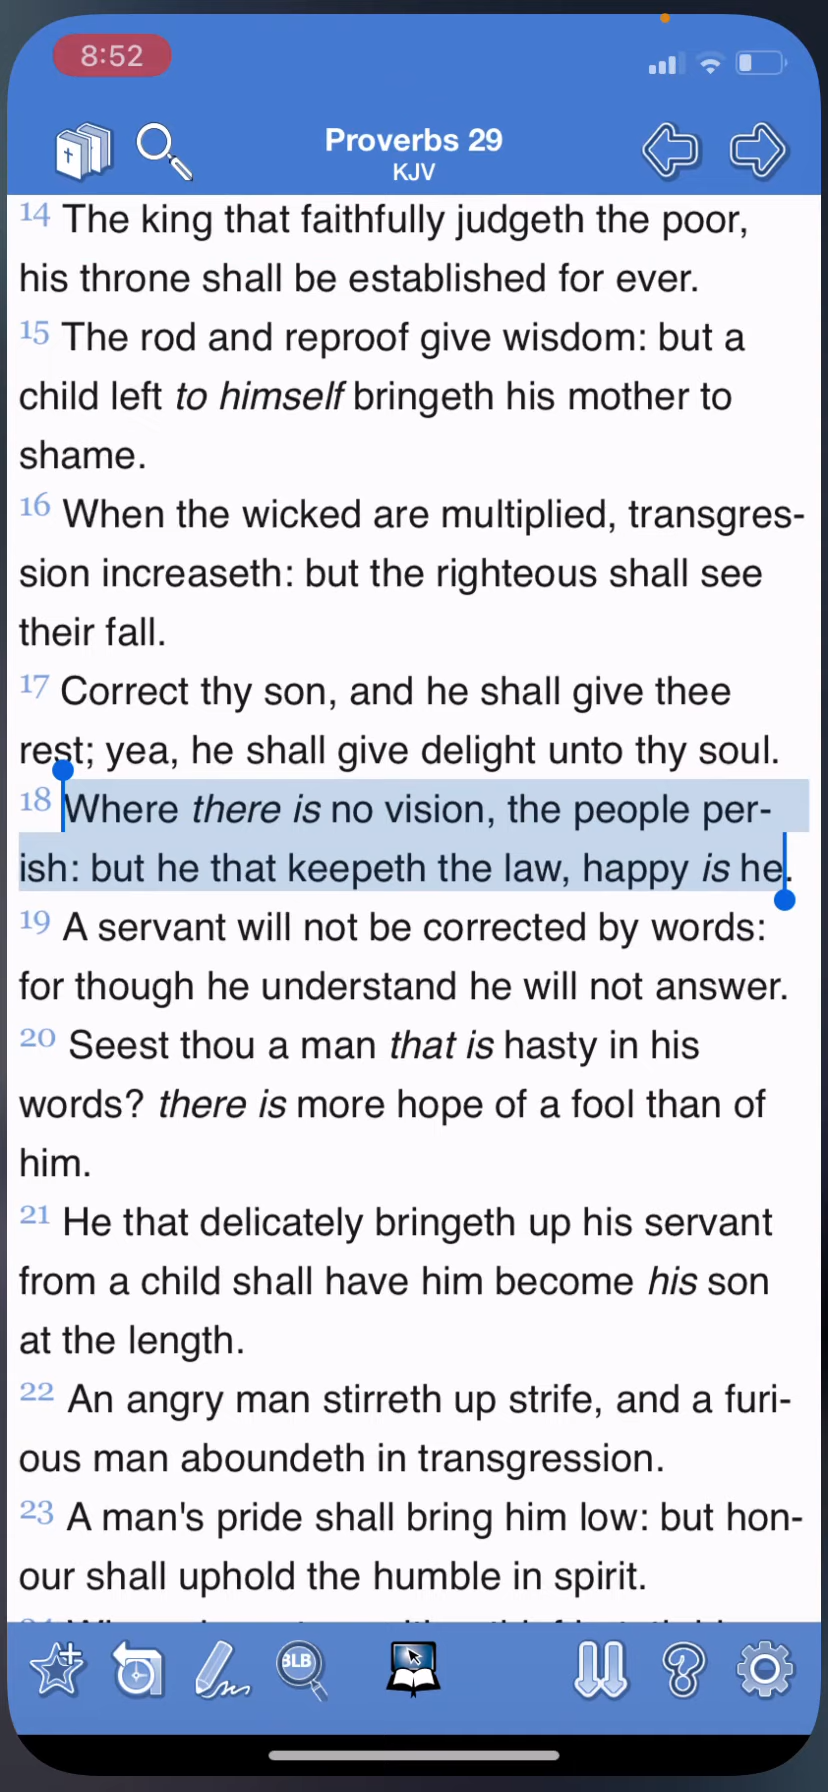 8:52
Proverbs 29
KJV
14 The king that faithfully judgeth the poor,
his throne shall be established for ever.
15 The rod and reproof give wisdom: but a
child left to himself bringeth his mother to
shame.
16 When the wicked are multiplied, transgres-
sion increaseth: but the righteous shall see
their fall.
17 Correct thy son, and he shall give thee
rest; yea, he shall give delight unto thy soul.
18 Where there is no vision, the people per-
ish: but he that keepeth the law, happy is he.
19 A servant will not be corrected by words:
for though he understand he will not answer.
20 Seest thou a man that is hasty in his
words? there is more hope of a fool than of
him.
21 He that delicately bringeth up his servant
from a child shall have him become his son
at the length.
22 An angry man stirreth up strife, and a furi-
ous man aboundeth in transgression.
23 A man's pride shall bring him low: but hon-
our shall uphold the humble in spirit.
BLB